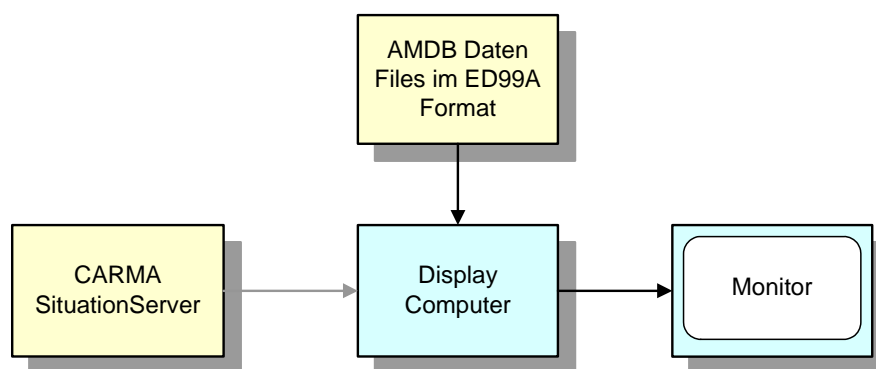 AMDB Daten
Files im ED99A
Format
CARMA
SituationServer
Display
Computer
Monitor